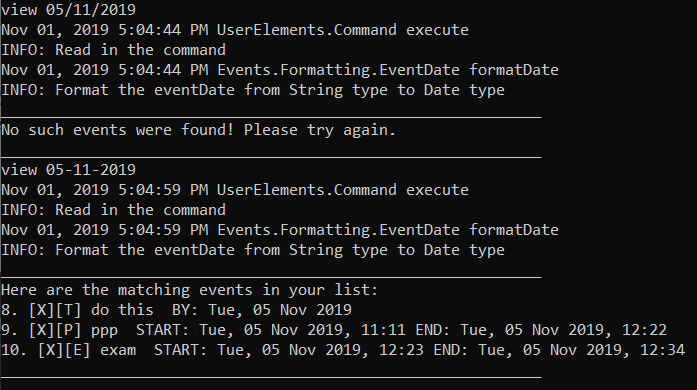 view 05/11/2019
Nov 01, 2019 5:04:44 PM UserElements.Command execute
INFO: Read in the command
Nov 01, 2019 5:04:44 PM Events.Formatting.EventDate formatDate
INFO: Format the eventDate from String type to Date type
____________________________________________________________
No such events were found! Please try again.
____________________________________________________________
view 05-11-2019
Nov 01, 2019 5:04:59 PM UserElements.Command execute
INFO: Read in the command
Nov 01, 2019 5:04:59 PM Events.Formatting.EventDate formatDate
INFO: Format the eventDate from String type to Date type
____________________________________________________________
Here are the matching events in your list:
8. [X][T] do this  BY: Tue, 05 Nov 2019
9. [X][P] ppp  START: Tue, 05 Nov 2019, 11:11 END: Tue, 05 Nov 2019, 12:22
10. [X][E] exam  START: Tue, 05 Nov 2019, 12:23 END: Tue, 05 Nov 2019, 12:34
____________________________________________________________